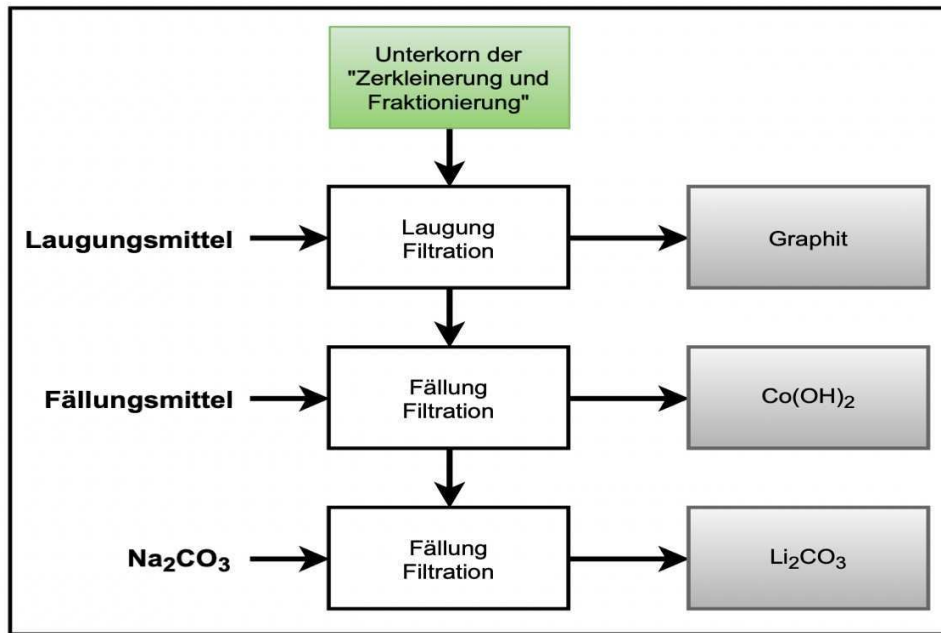 Unterkorn der
"Zerkleinerung und
Fraktionierung"
Laugungsmittel
Laugung
Filtration
Graphit
Fällungsmittel
Fällung
Filtration
Co(OH)₂
Na₂CO₃
Fällung
Filtration
Li₂CO₃